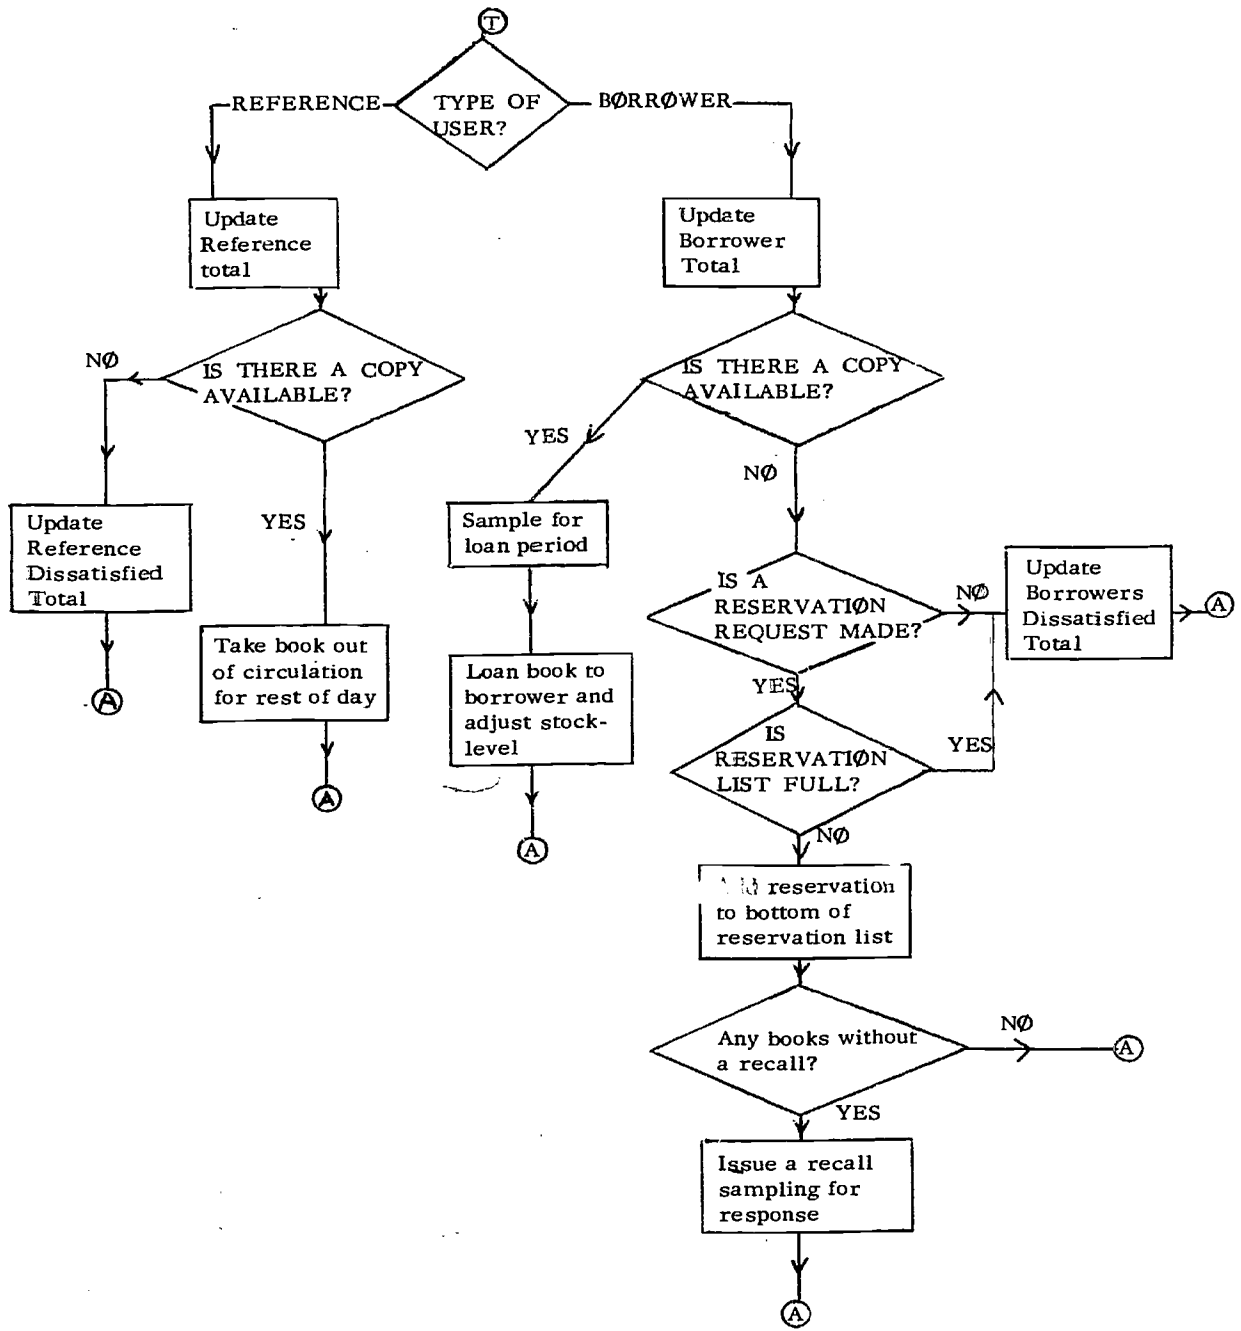 T
TYPE OF
USER?
REFERENCE
BØRRØWER
Update
Reference
total
Update
Borrower
Total
IS THERE A COPY
AVAILABLE?
NØ
YES
IS THERE A COPY
AVAILABLE?
YES
NØ
Update
Reference
Dissatisfied
Total
A
Take book out
of circulation
for rest of day
A
Sample for
loan period
Loan book to
borrower and
adjust stock-
level
A
IS A
RESERVATIØN
REQUEST MADE?
NØ
YES
Update
Borrowers
Dissatisfied
Total
A
IS
RESERVATIØN
LIST FULL?
YES
NØ
reservation
to bottom of
reservation list
Any books without
a recall?
NØ
A
YES
Issue a recall
sampling for
response
A